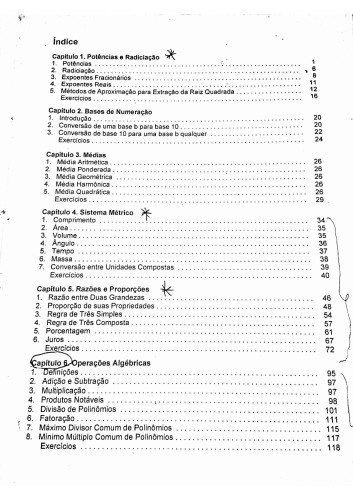 Índice
Capítulo 1. Potências e Radiciação
1. Potências 1
2. Radiciação 6
3. Expoentes Fracionários 8
4. Expoentes Reais 11
5. Métodos de Aproximação para Extração da Raiz Quadrada 12
Exercícios 16
Capítulo 2. Bases de Numeração
1. Introdução 20
2. Conversão de uma base b para base 10 20
3. Conversão de base 10 para uma base b qualquer 22
Exercícios 24
Capítulo 3. Médias
1. Média Aritmética 26
2. Média Ponderada 26
3. Média Geométrica 26
4. Média Harmônica 26
5. Média Quadrática 26
Exercícios 29
Capítulo 4. Sistema Métrico
1. Comprimento 34
2. Área 35
3. Volume 35
4. Ângulo 36
5. Tempo 37
6. Massa 38
7. Conversão entre Unidades Compostas 39
Exercícios 40
Capítulo 5. Razões e Proporções
1. Razão entre Duas Grandezas 46
2. Proporção de suas Propriedades 48
3. Regra de Três Simples 54
4. Regra de Três Composta 57
5. Porcentagem 61
6. Juros 67
Exercícios 72
Capítulo 6. Operações Algébricas
1. Definições 95
2. Adição e Subtração 97
3. Multiplicação 97
4. Produtos Notáveis 98
5. Divisão de Polinômios 101
6. Fatoração 111
7. Máximo Divisor Comum de Polinômios 115
8. Mínimo Múltiplo Comum de Polinômios 117
Exercícios 118